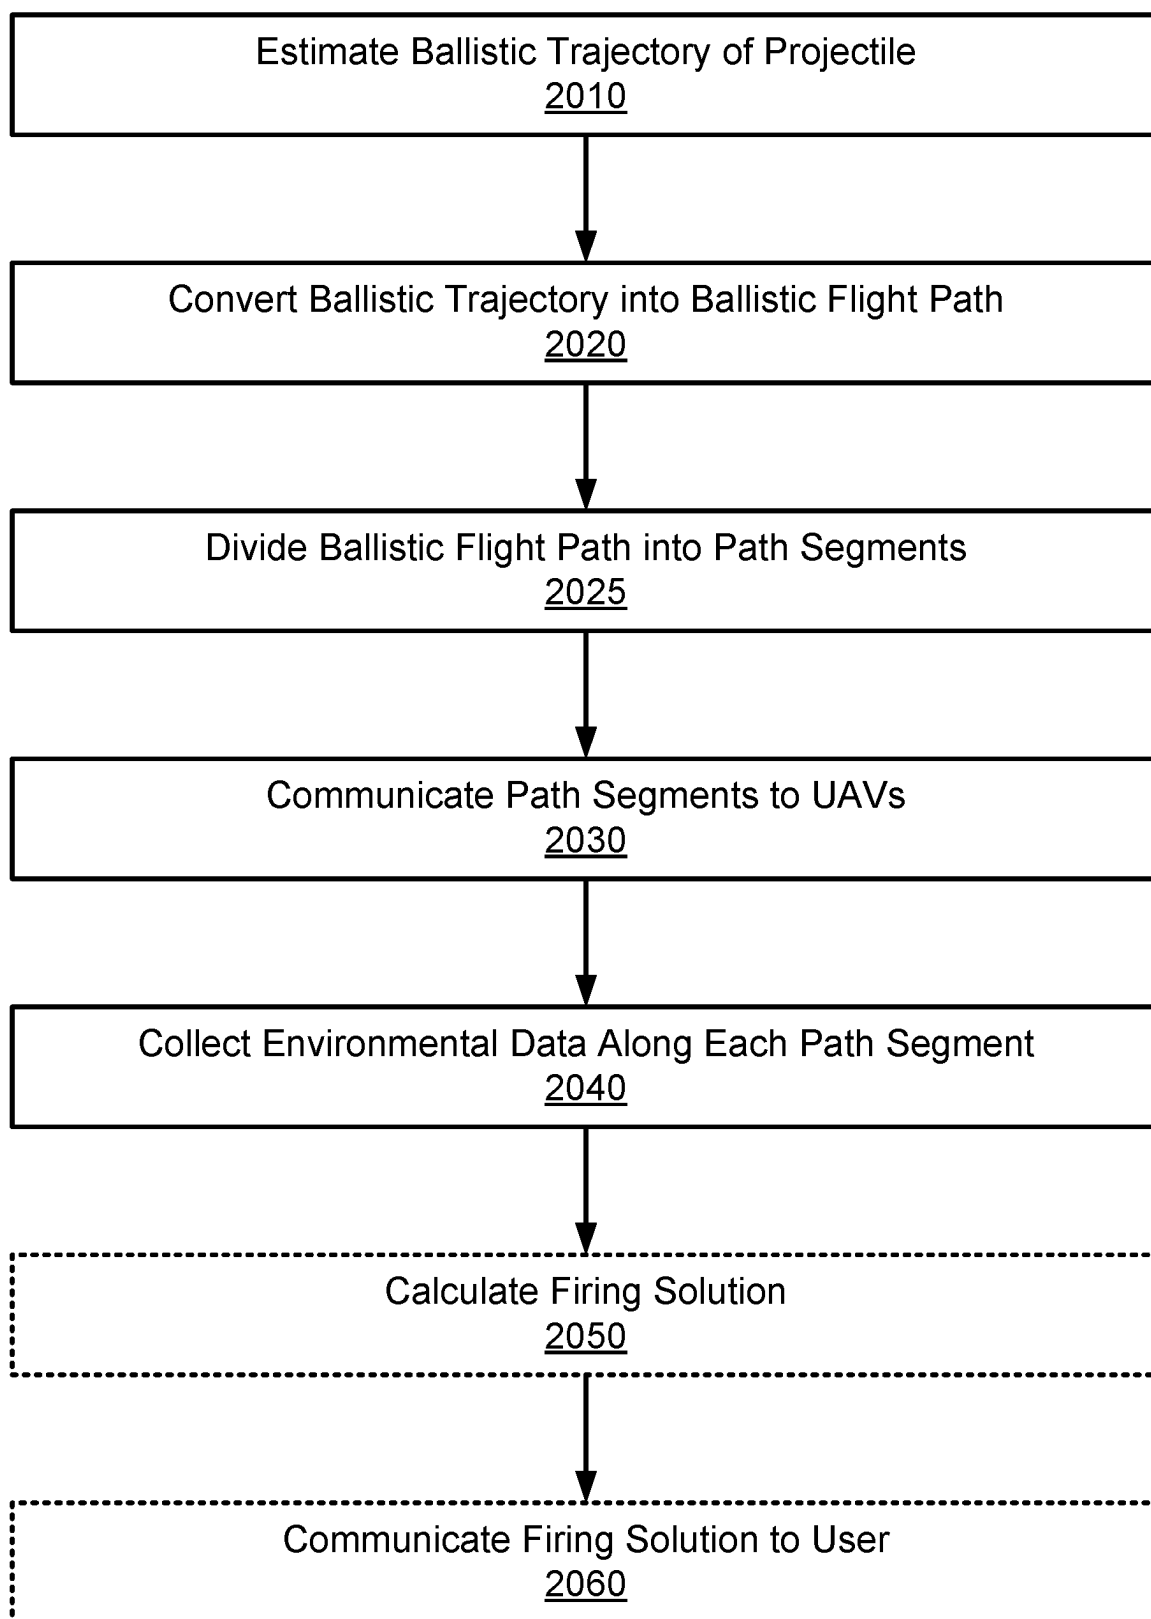 Estimate Ballistic Trajectory of Projectile
2010
Convert Ballistic Trajectory into Ballistic Flight Path
2020
Divide Ballistic Flight Path into Path Segments
2025
Communicate Path Segments to UAVs
2030
Collect Environmental Data Along Each Path Segment
2040
Calculate Firing Solution
2050
Communicate Firing Solution to User
2060